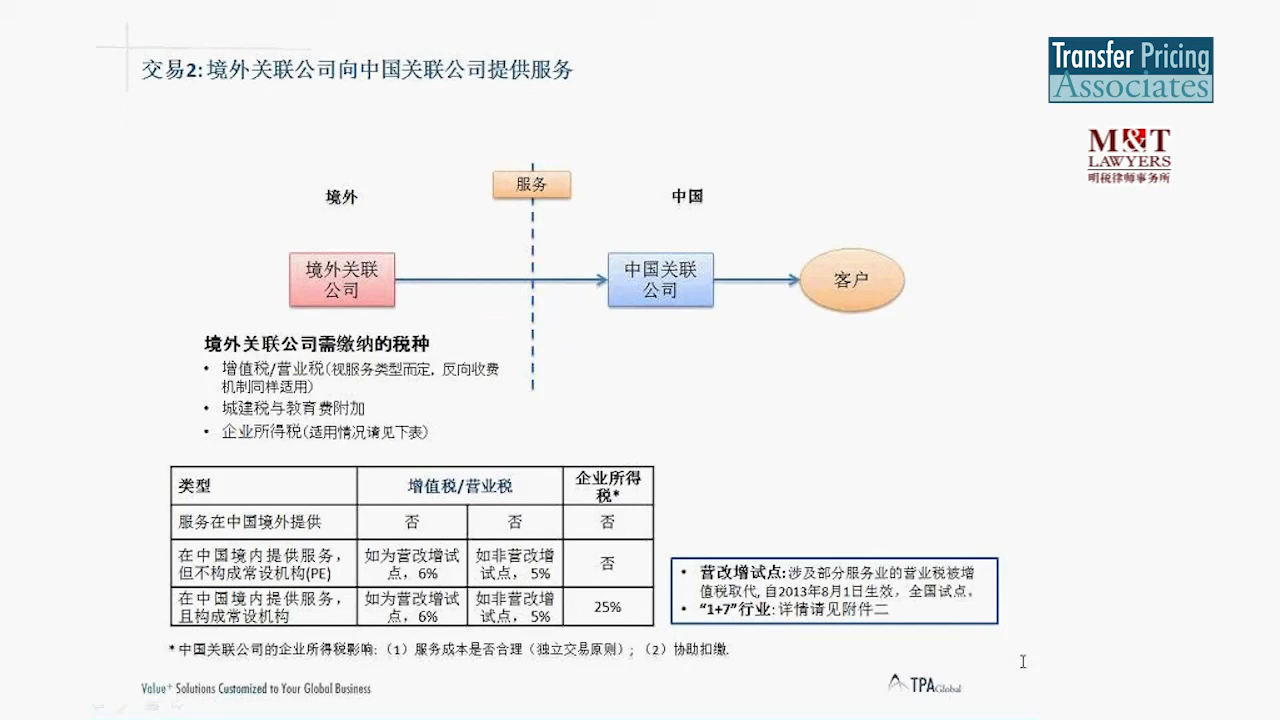 交易2: 境外关联公司向中国关联公司提供服务
Transfer Pricing
Associates
M&T
LAWYERS
明税律师事务所
服务
境外
中国
境外关联
公司
中国关联
公司
客户
境外关联公司需缴纳的税种
• 增值税/营业税(视服务类型而定, 反向收费
机制同样适用)
• 城建税与教育费附加
• 企业所得税(适用情况请见下表)
类型 增值税/营业税 企业所得
税*
服务在中国境外提供 否 否 否
在中国境内提供服务, 如为营改增试 如非营改增 否
但不构成常设机构(PE) 点, 6% 试点, 5%
在中国境内提供服务, 如为营改增试 如非营改增 25%
且构成常设机构 点, 6% 试点, 5%
• 营改增试点: 涉及部分服务业的营业税被增
值税取代, 自2013年8月1日生效, 全国试点。
• “1+7”行业: 详情请见附件二
* 中国关联公司的企业所得税影响: (1) 服务成本是否合理 (独立交易原则) ; (2) 协助扣缴.
Value+ Solutions Customized to Your Global Business
TPA Global